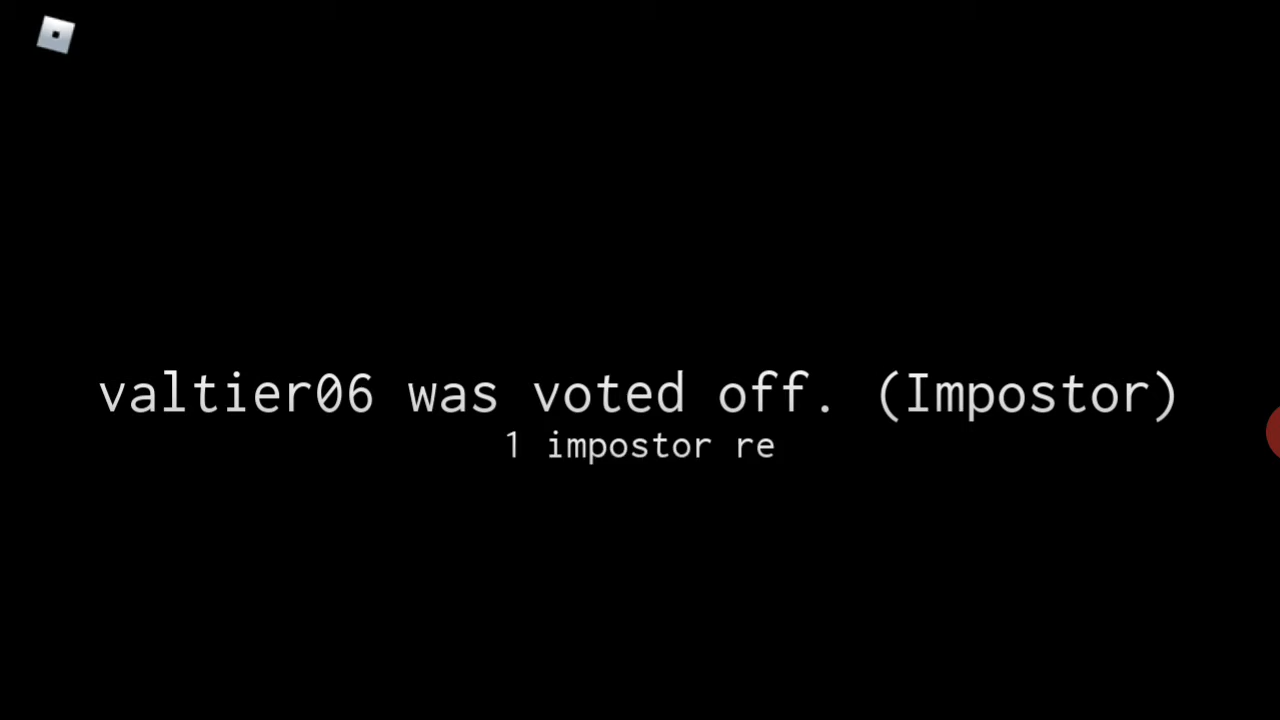 valtier06 was voted off. (Impostor)
1 impostor re